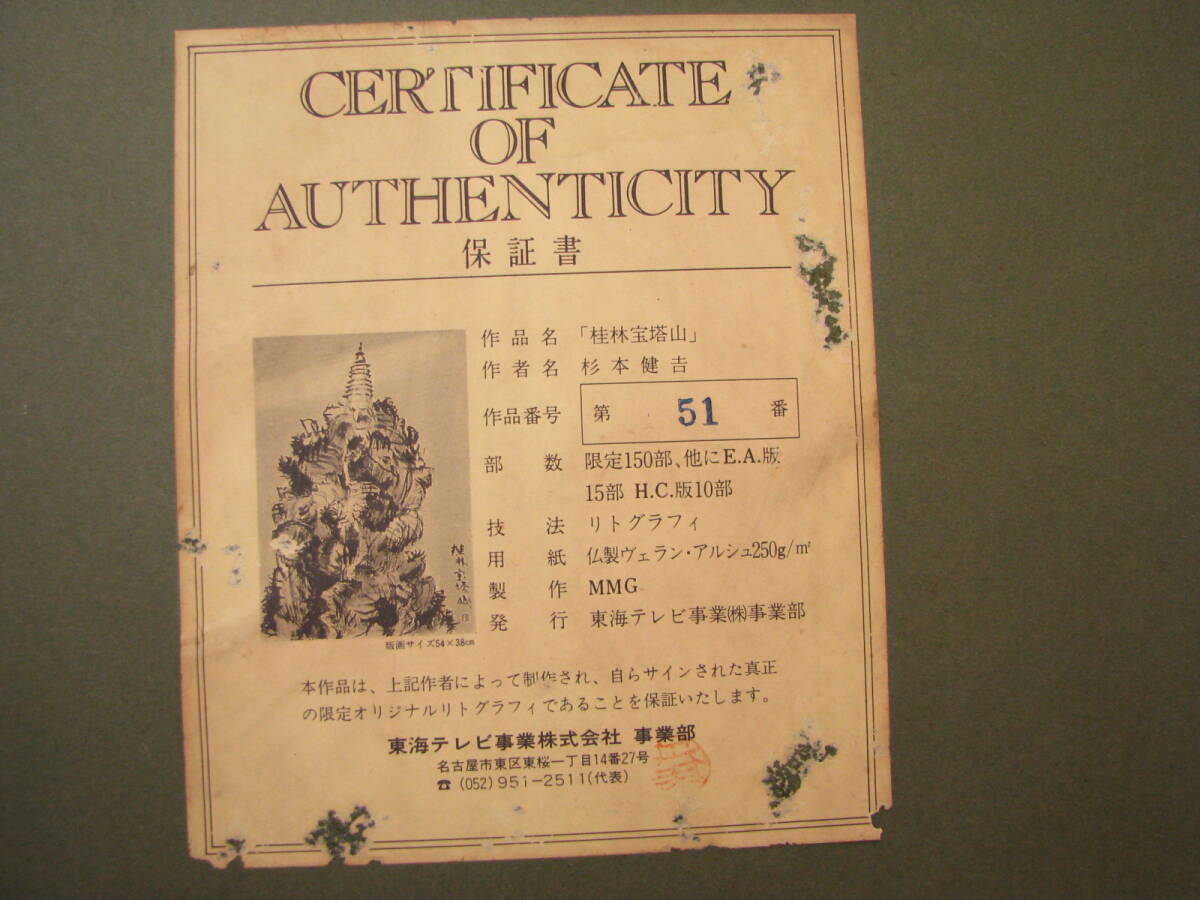 CERTIFICATE
OF
AUTHENTICITY
保証書
作品名 「桂林宝塔山」
作者名 杉本健𠮷
作品番号 第 51 番
部数 限定150部、他にE.A.版
15部 H.C.版10部
技法 リトグラフィ
用紙 仏製ヴェラン・アルシュ250g/㎡
製作 MMG
発行 東海テレビ事業㈱事業部
桂林宝塔山
版画サイズ54×38cm
本作品は、上記作者によって制作され、自らサインされた真正
の限定オリジナルリトグラフィであることを保証いたします。
東海テレビ事業株式会社 事業部
名古屋市東区東桜一丁目14番27号
☎(052)951-2511(代表)